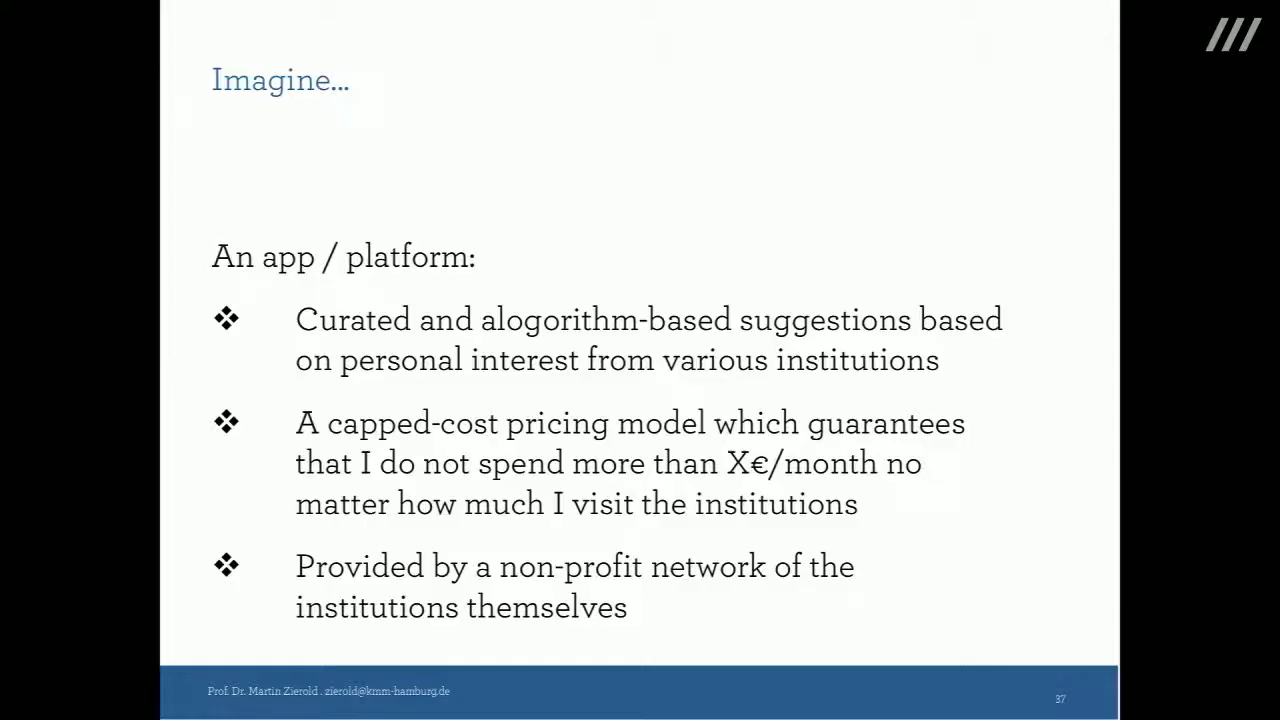 Imagine...
An app / platform:
❖ Curated and alogorithm-based suggestions based
on personal interest from various institutions
❖ A capped-cost pricing model which guarantees
that I do not spend more than X€/month no
matter how much I visit the institutions
❖ Provided by a non-profit network of the
institutions themselves
Prof. Dr. Martin Zierold . zierold@kmm-hamburg.de
37